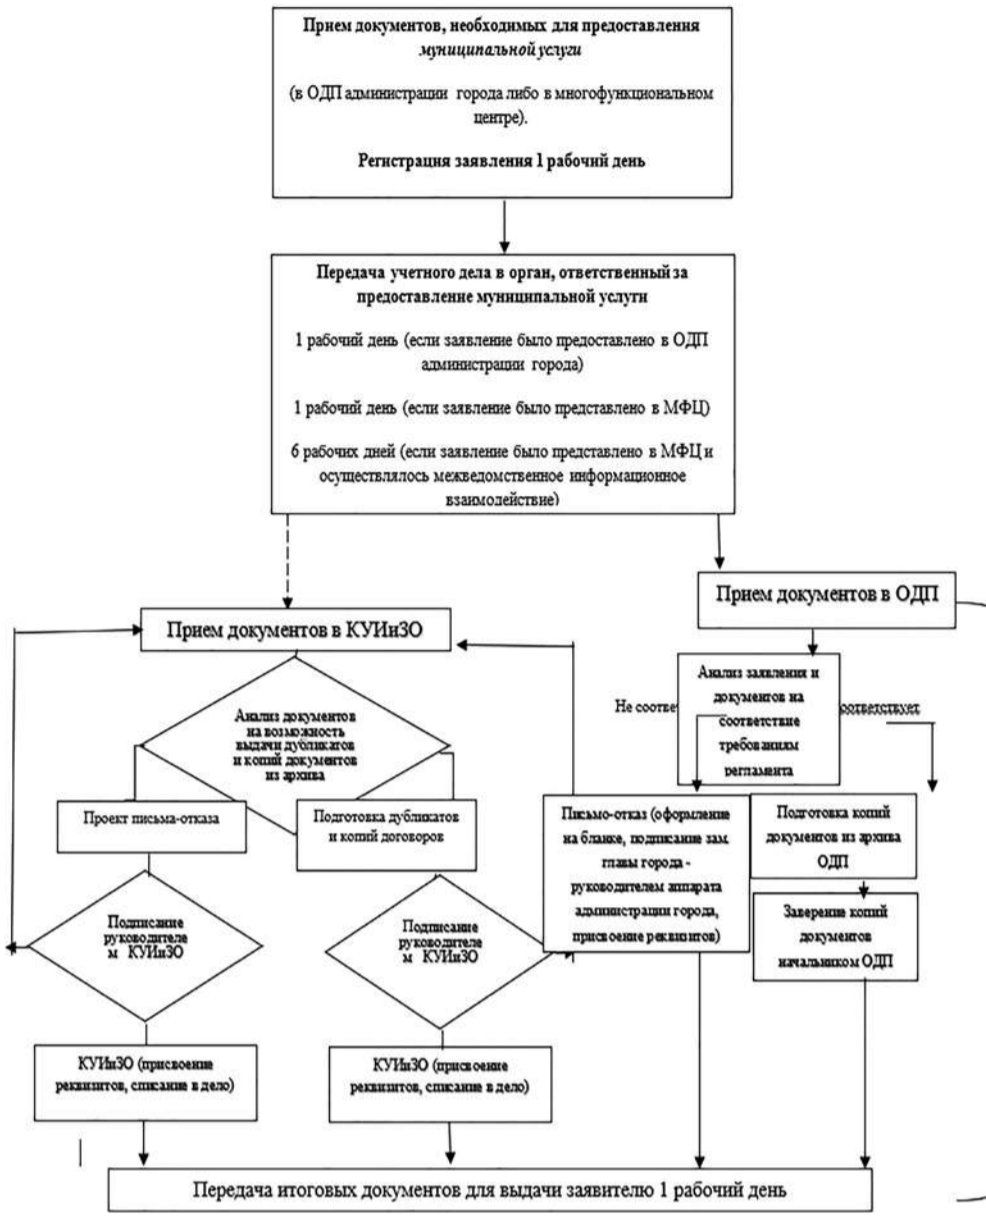 Прием документов, необходимых для предоставления
муниципальной услуги
(в ОДП администрации города либо в многофункциональном
центре).
Регистрация заявления 1 рабочий день
Передача учетного дела в орган, ответственный за
предоставление муниципальной услуги
1 рабочий день (если заявление было предоставлено в ОДП
администрации города)
1 рабочий день (если заявление было представлено в МФЦ)
6 рабочих дней (если заявление было представлено в МФЦ и
осуществлялось межведомственное информационное
взаимодействие)
Прием документов в ОДП
Прием документов в КУИиЗО
Анализ заявления и
документов на
соответствие
требованиям
регламента
Не соотве
оответствует
Анализ документов
на возможность
выдачи дубликатов
и копий документов
из архива
Проект письма-отказа
Подготовка дубликатов
и копий договоров
Письмо-отказ (оформление
на бланке, подписание зам.
главы города -
руководителем аппарата
администрации города,
присвоение реквизитов)
Подготовка копий
документов из архива
ОДП
Подписание
руководителе
м КУИиЗО
Подписание
руководителе
м КУИиЗО
Заверение копий
документов
начальником ОДП
КУИиЗО (присвоение
реквизитов, списание в дело)
КУИиЗО (присвоение
реквизитов, списание в дело)
Передача итоговых документов для выдачи заявителю 1 рабочий день